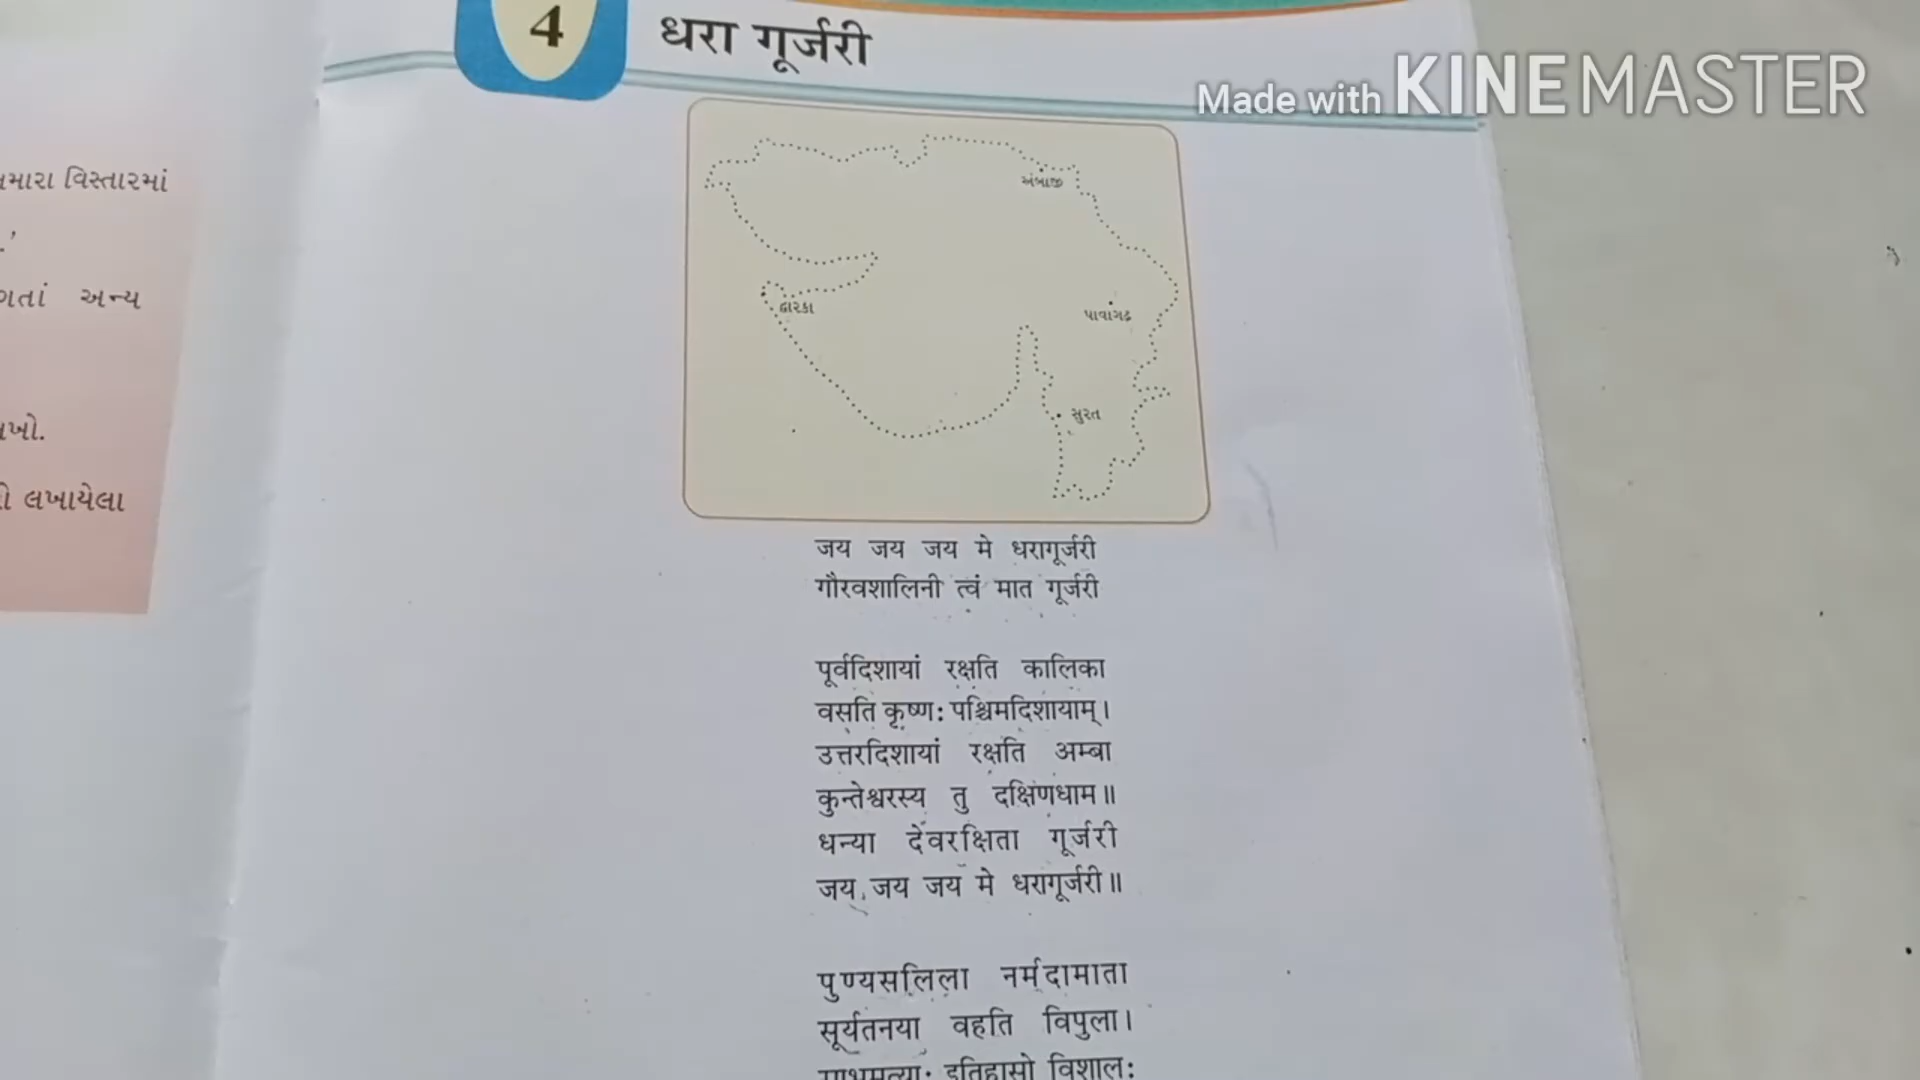 4
धरा गूर्जरी
Made with KINEMASTER
વિસ્તારમાં
અન્ય
લખાયેલા
અંબાજી
દ્વારકા
પાવાગઢ
સુરત
जय जय जय मे धरागूर्जरी
गौरवशालिनी त्वं मात गूर्जरी
पूर्वदिशायां रक्षति कालिका
वसति कृष्णः पश्चिमदिशायाम्।
उत्तरदिशायां रक्षति अम्बा
कुन्तेश्वरस्य तु दक्षिणधाम॥
धन्या देवरक्षिता गूर्जरी
जय जय जय मे धरागूर्जरी॥
पुण्यसलिला नर्मदामाता
सूर्यतनया वहति विपुला।
इतिहासो विशालः